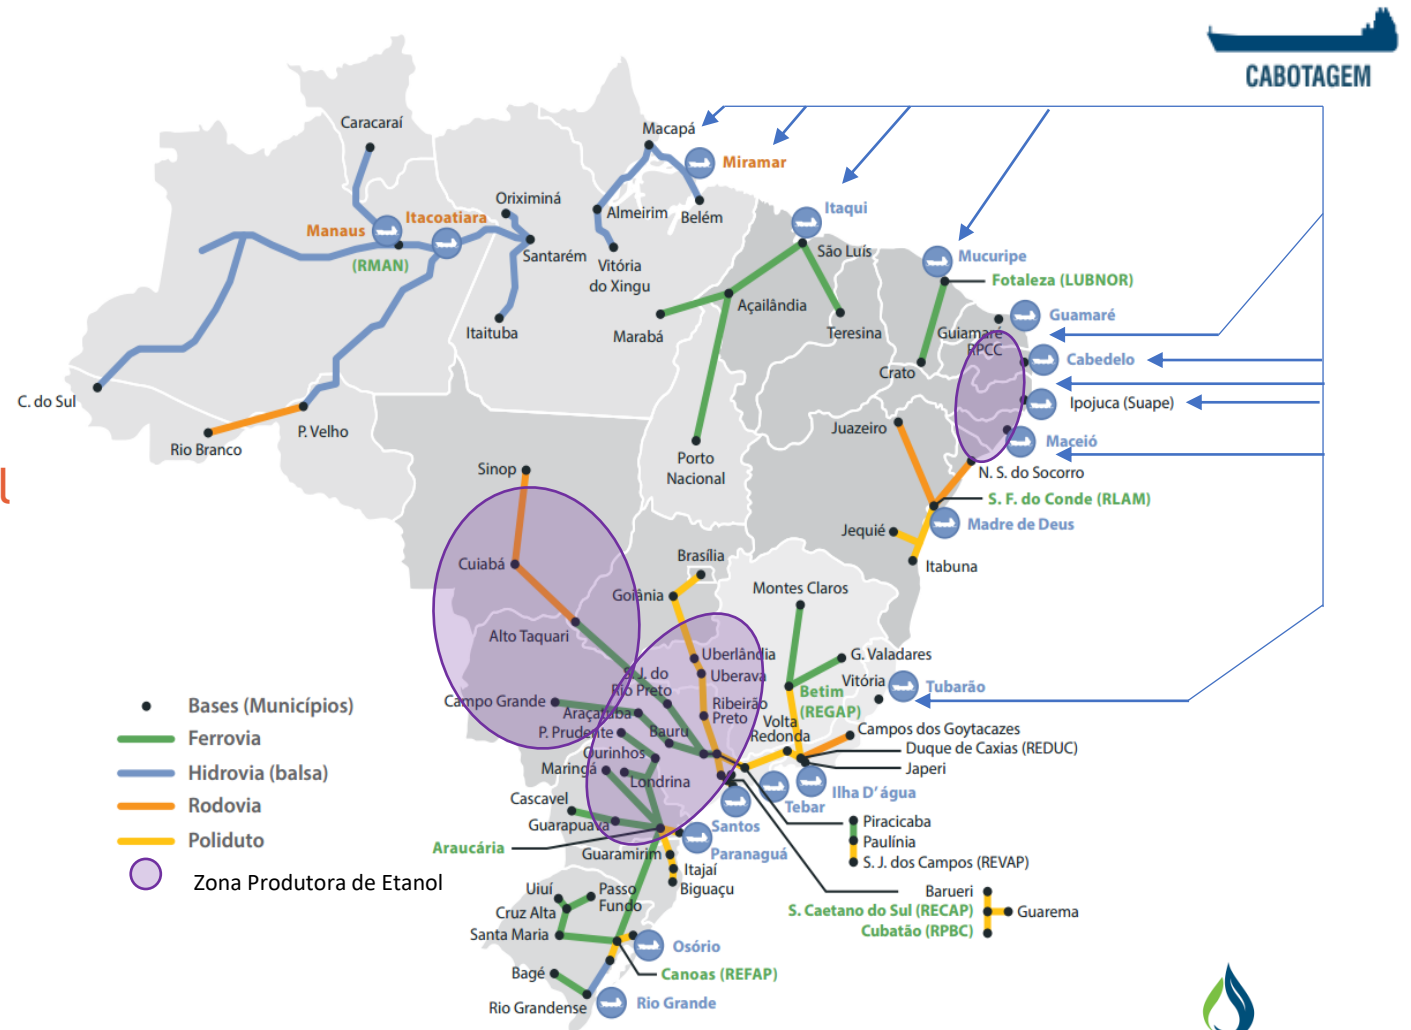 CABOTAGEM
Caracaraí
Macapá
Miramar
Oriximiná
Itacoatiara
Manaus
(RMAN)
Almeirim
Belém
Itaqui
São Luís
Santarém
Vitória
do Xingu
Mucuripe
Fotaleza (LUBNOR)
Açailândia
Guamaré
Itaituba
Marabá
Teresina
Guiamaré
RPCC
Cabedelo
Crato
C. do Sul
Ipojuca (Suape)
P. Velho
Rio Branco
Juazeiro
Maceió
Porto
Nacional
Sinop
N. S. do Socorro
l
S. F. do Conde (RLAM)
Madre de Deus
Jequié
Itabuna
Cuiabá
Brasília
Goiânia
Montes Claros
Alto Taquari
Uberlândia
G. Valadares
S. J. do
Rio Preto
Uberava
Vitória
Tubarão
Betim
(REGAP)
Campo Grande
Araçatuba
Ribeirão
Preto
Volta
Redonda
P. Prudente
Bauru
Campos dos Goytacazes
Ourinhos
Duque de Caxias (REDUC)
Maringá
Londrina
Japeri
Tebar
Ilha D'água
Cascavel
Guarapuava
Santos
Piracicaba
Paulínia
S. J. dos Campos (REVAP)
Araucária
Paranaguá
Guaramirim
Itajaí
Biguaçu
Uiuí
Passo
Fundo
Cruz Alta
Santa Maria
Barueri
S. Caetano do Sul (RECAP)
Guarema
Cubatão (RPBC)
Osório
Bagé
Canoas (REFAP)
Rio Grandense
Rio Grande
Bases (Municípios)
Ferrovia
Hidrovia (balsa)
Rodovia
Poliduto
Zona Produtora de Etanol